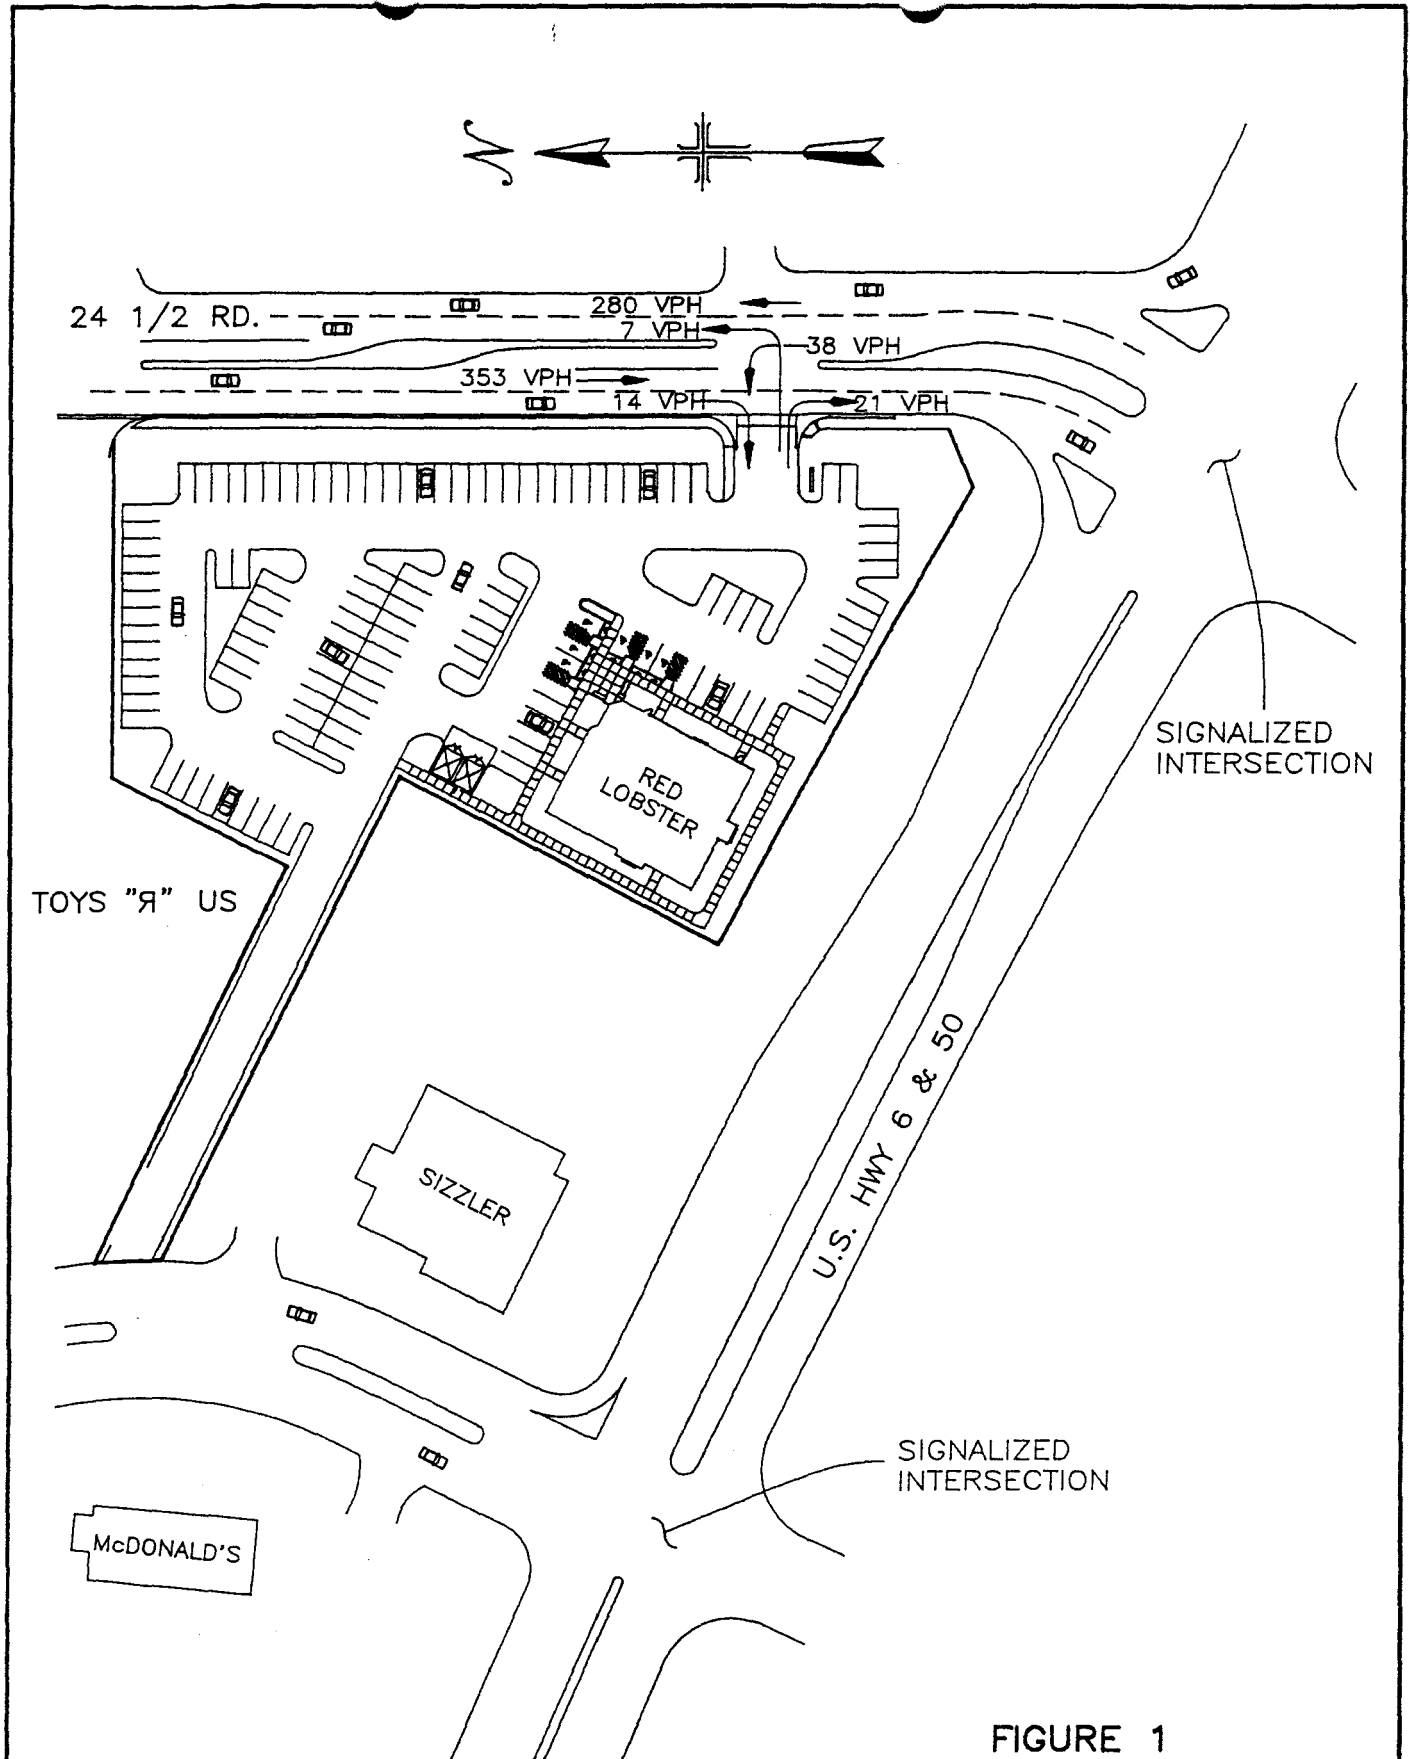 N
280 VPH
24 1/2 RD.
7 VPH
38 VPH
353 VPH
14 VPH
21 VPH
SIGNALIZED
INTERSECTION
RED
LOBSTER
TOYS "Я" US
U.S. HWY 6 & 50
SIZZLER
SIGNALIZED
INTERSECTION
McDONALD'S
FIGURE 1